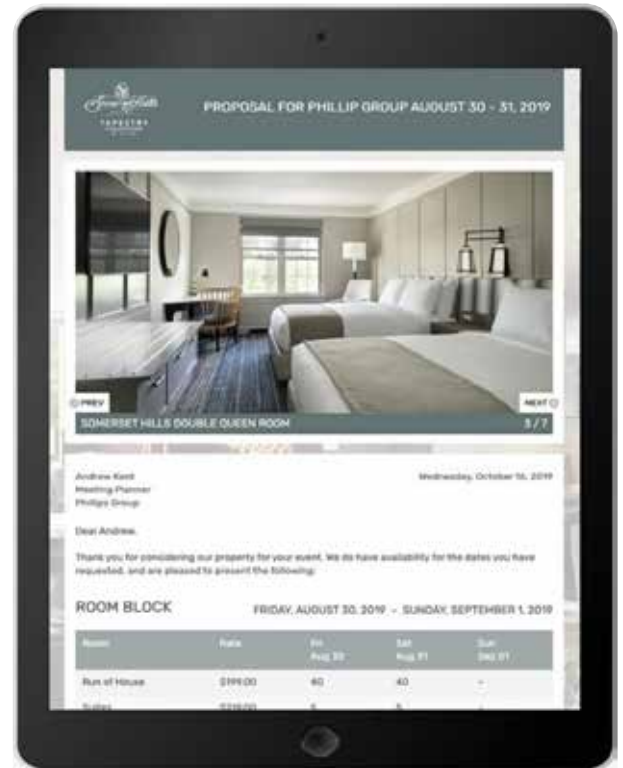 Somerset Hills
TAPESTRY
PROPOSAL FOR PHILLIP GROUP AUGUST 30 - 31, 2019
PREV
NEXT
SOMERSET HILLS DOUBLE QUEEN ROOM
3 / 7
Andrew Kent
Wednesday, October 16, 2019
Meeting Planner
Phillips Group
Dear Andrew,
Thank you for considering our property for your event. We do have availability for the dates you have
requested, and are pleased to present the following:
ROOM BLOCK
FRIDAY, AUGUST 30, 2019 - SUNDAY, SEPTEMBER 1, 2019
Room Rate Fri Sat Sun
Aug 30 Aug 31 Sep 01
Run of House $199.00 40 40 -
Suites 5 5 -